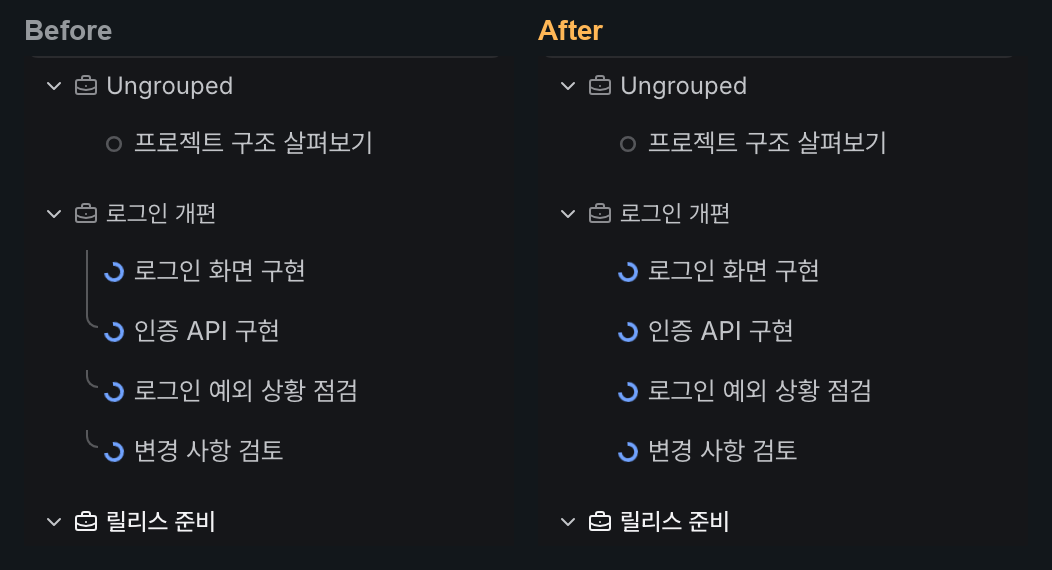 Before
Ungrouped
프로젝트 구조 살펴보기
로그인 개편
로그인 화면 구현
인증 API 구현
로그인 예외 상황 점검
변경 사항 검토
릴리스 준비
After
Ungrouped
프로젝트 구조 살펴보기
로그인 개편
로그인 화면 구현
인증 API 구현
로그인 예외 상황 점검
변경 사항 검토
릴리스 준비